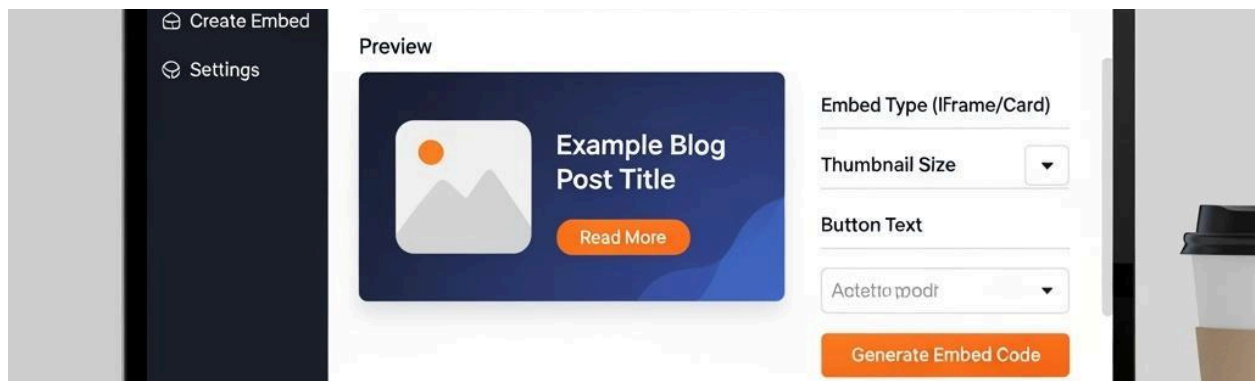 Create Embed
Settings
Preview
Example Blog
Post Title
Read More
Embed Type (IFrame/Card)
Thumbnail Size
Button Text
Generate Embed Code